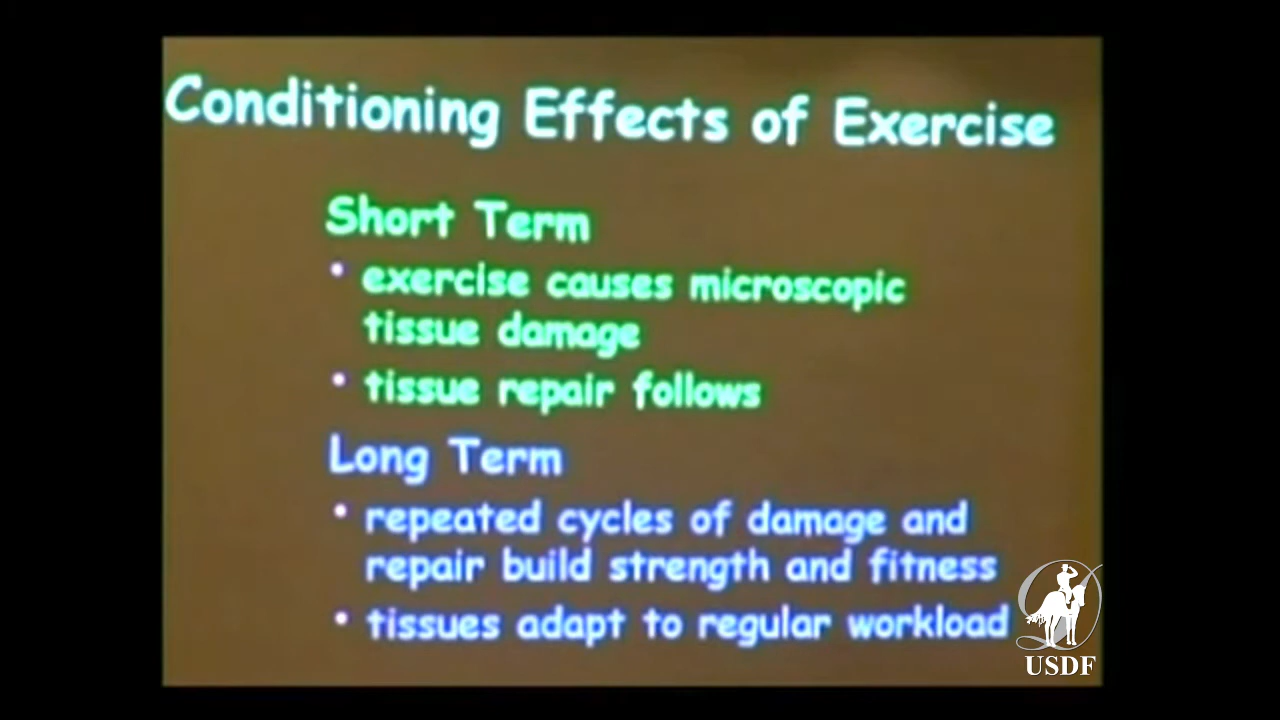 Conditioning Effects of Exercise
Short Term
• exercise causes microscopic
tissue damage
• tissue repair follows
Long Term
• repeated cycles of damage and
repair build strength and fitness
• tissues adapt to regular workload
USDF